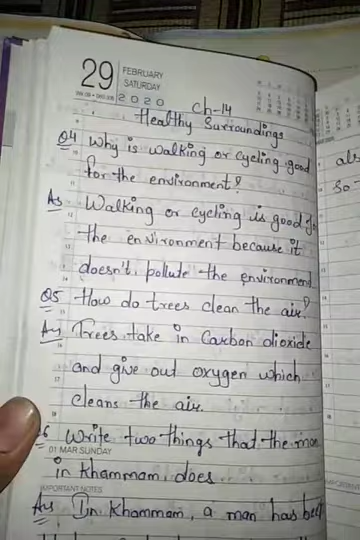 29 FEBRUARY
SATURDAY
2020
Ch-14
Healthy Surroundings
Q4 Why is walking or cycling good
for the environment?
As Walking or cycling is good
the environment because it
doesn't pollute the environment
Q5 How do trees clean the air?
Ans Trees take in Carbon dioxide
and give out oxygen which
cleans the air.
Write two things that the man
01 MAR SUNDAY
in Khammam, does.
IMPORTANT NOTES
Ans In Khammam, a man has been